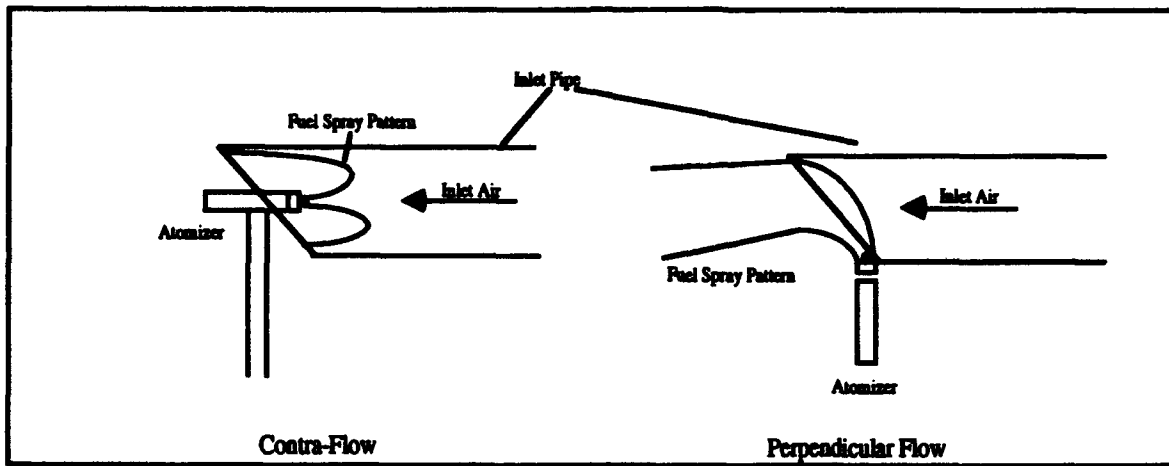 Inlet Pipe
Fuel Spray Pattern
Inlet Air
Atomizer
Contra-Flow
Inlet Air
Fuel Spray Pattern
Atomizer
Perpendicular Flow